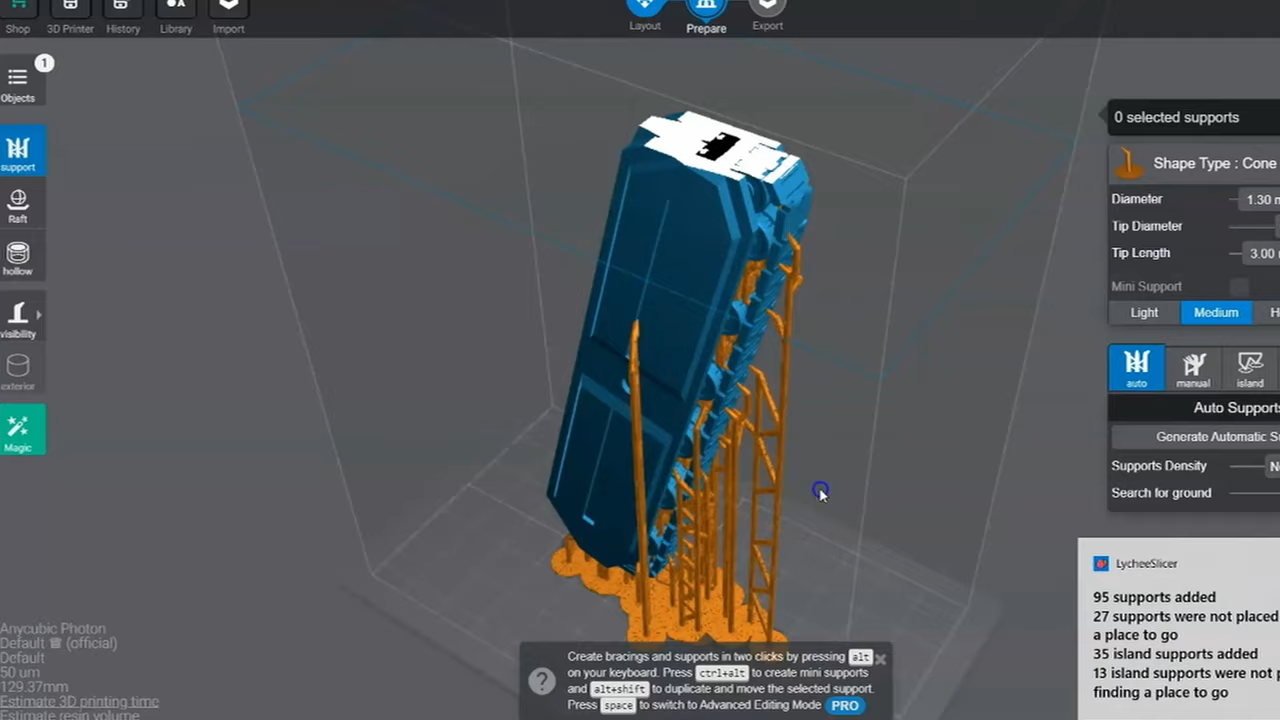 Shop
3D Printer
History
Library
Import
Layout
Prepare
Export
Objects
1
support
Raft
hollow
visibility
exterior
Magic
0 selected supports
Shape Type : Cone
Diameter
1.30
Tip Diameter
Tip Length
3.00
Mini Support
Light
Medium
auto
manual
island
Auto Supports
Generate Automatic
Supports Density
Search for ground
LycheeSlicer
95 supports added
27 supports were not placed
a place to go
35 island supports added
13 island supports were not
finding a place to go
Anycubic Photon
Default (official)
Default
50 um
129.37mm
Estimate 3D printing time
Estimate resin volume
Create bracings and supports in two clicks by pressing alt
on your keyboard. Press ctrl+alt to create mini supports
and alt+shift to duplicate and move the selected support.
Press space to switch to Advanced Editing Mode PRO